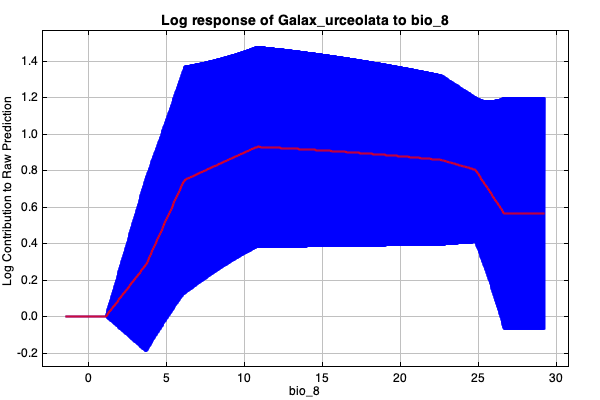 Log response of Galax_urceolata to bio_8
Log Contribution to Raw Prediction
1.4
1.2
1.0
0.8
0.6
0.4
0.2
0.0
-0.2
0 5 10 15 20 25 30
bio_8